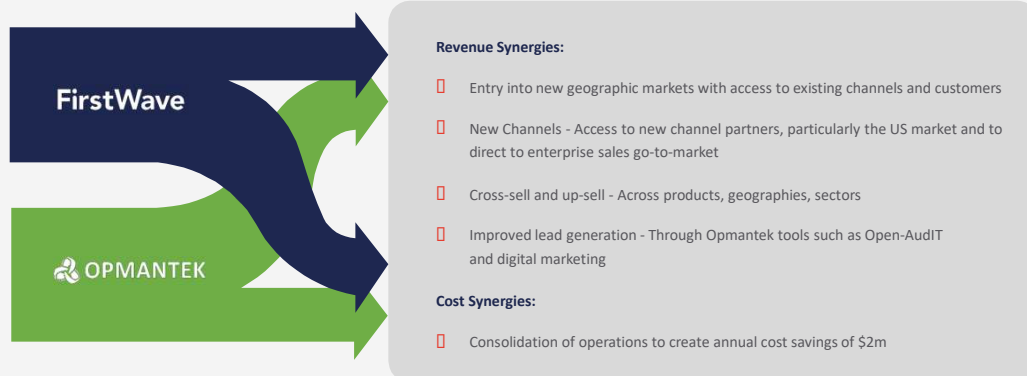 FirstWave
OPMANTEK
Revenue Synergies:
Entry into new geographic markets with access to existing channels and customers
New Channels - Access to new channel partners, particularly the US market and to
direct to enterprise sales go-to-market
Cross-sell and up-sell - Across products, geographies, sectors
Improved lead generation - Through Opmantek tools such as Open-AudIT
and digital marketing
Cost Synergies:
Consolidation of operations to create annual cost savings of $2m